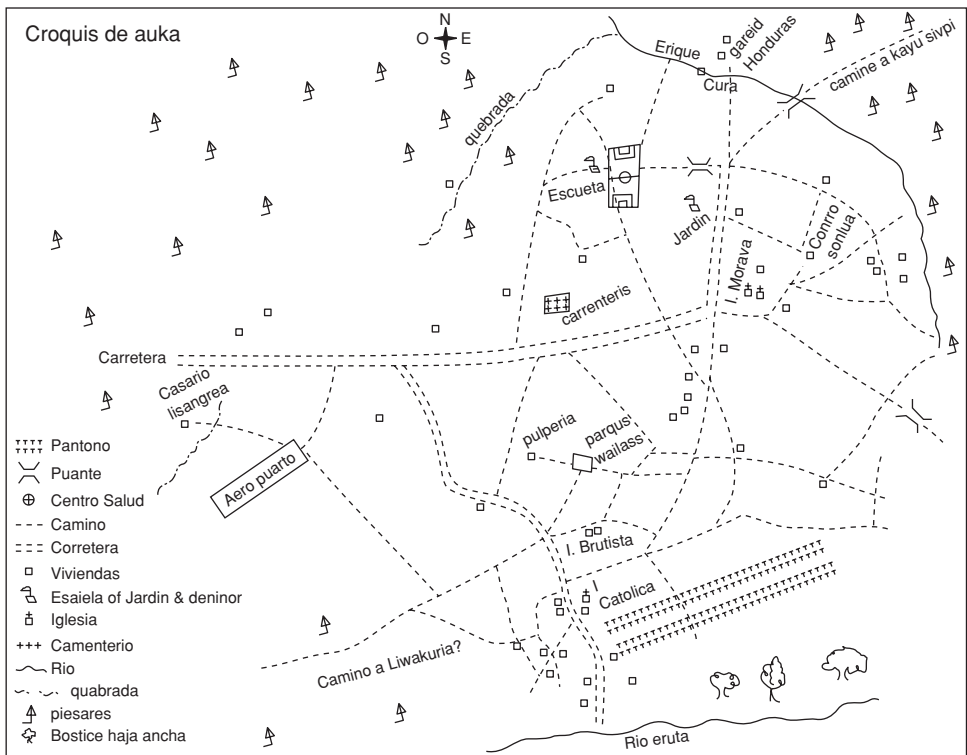 Croquis de auka
N
O E
S
quebrada
Erique
Cura
gareid
Honduras
camine a kayu sivpi
Escueta
Jardin
I. Morava
Conrro
sonlua
carrenteris
Carretera
Casario
lisangrea
Aero puarto
pulperia
parqus
wailass
I. Brutista
I
Catolica
Camino a Liwakuria?
Rio eruta
Pantono
Puante
Centro Salud
Camino
Corretera
Viviendas
Esaiela of Jardin & deninor
Iglesia
Camenterio
Rio
quabrada
piesares
Bostice haja ancha